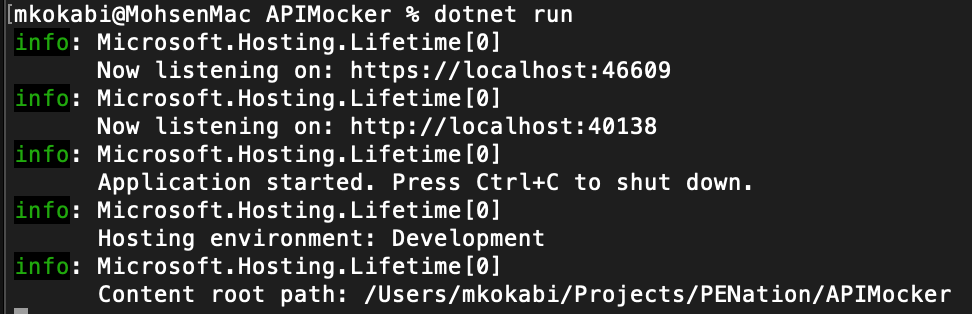 [mkokabi@MohsenMac APIMocker % dotnet run
info: Microsoft.Hosting.Lifetime[0]
Now listening on: https://localhost:46609
info: Microsoft.Hosting.Lifetime[0]
Now listening on: http://localhost:40138
info: Microsoft.Hosting.Lifetime[0]
Application started. Press Ctrl+C to shut down.
info: Microsoft.Hosting.Lifetime[0]
Hosting environment: Development
info: Microsoft.Hosting.Lifetime[0]
Content root path: /Users/mkokabi/Projects/PENation/APIMocker